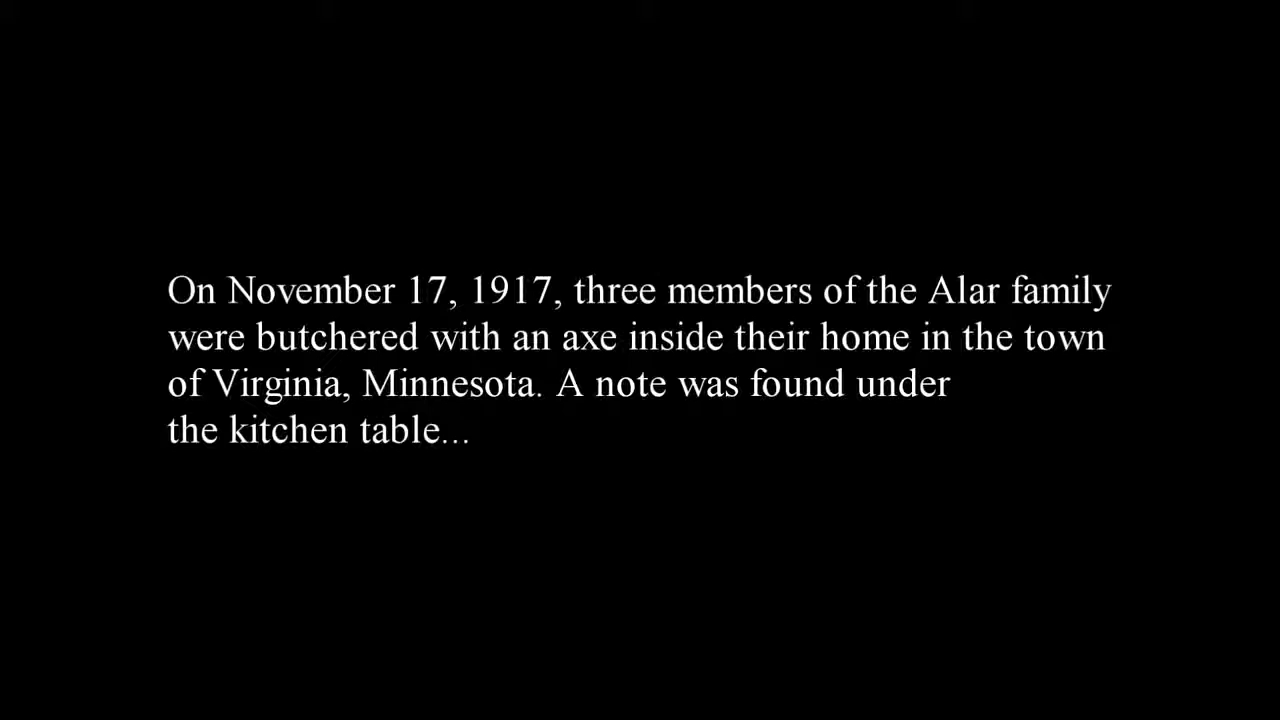 On November 17, 1917, three members of the Alar family
were butchered with an axe inside their home in the town
of Virginia, Minnesota. A note was found under
the kitchen table...